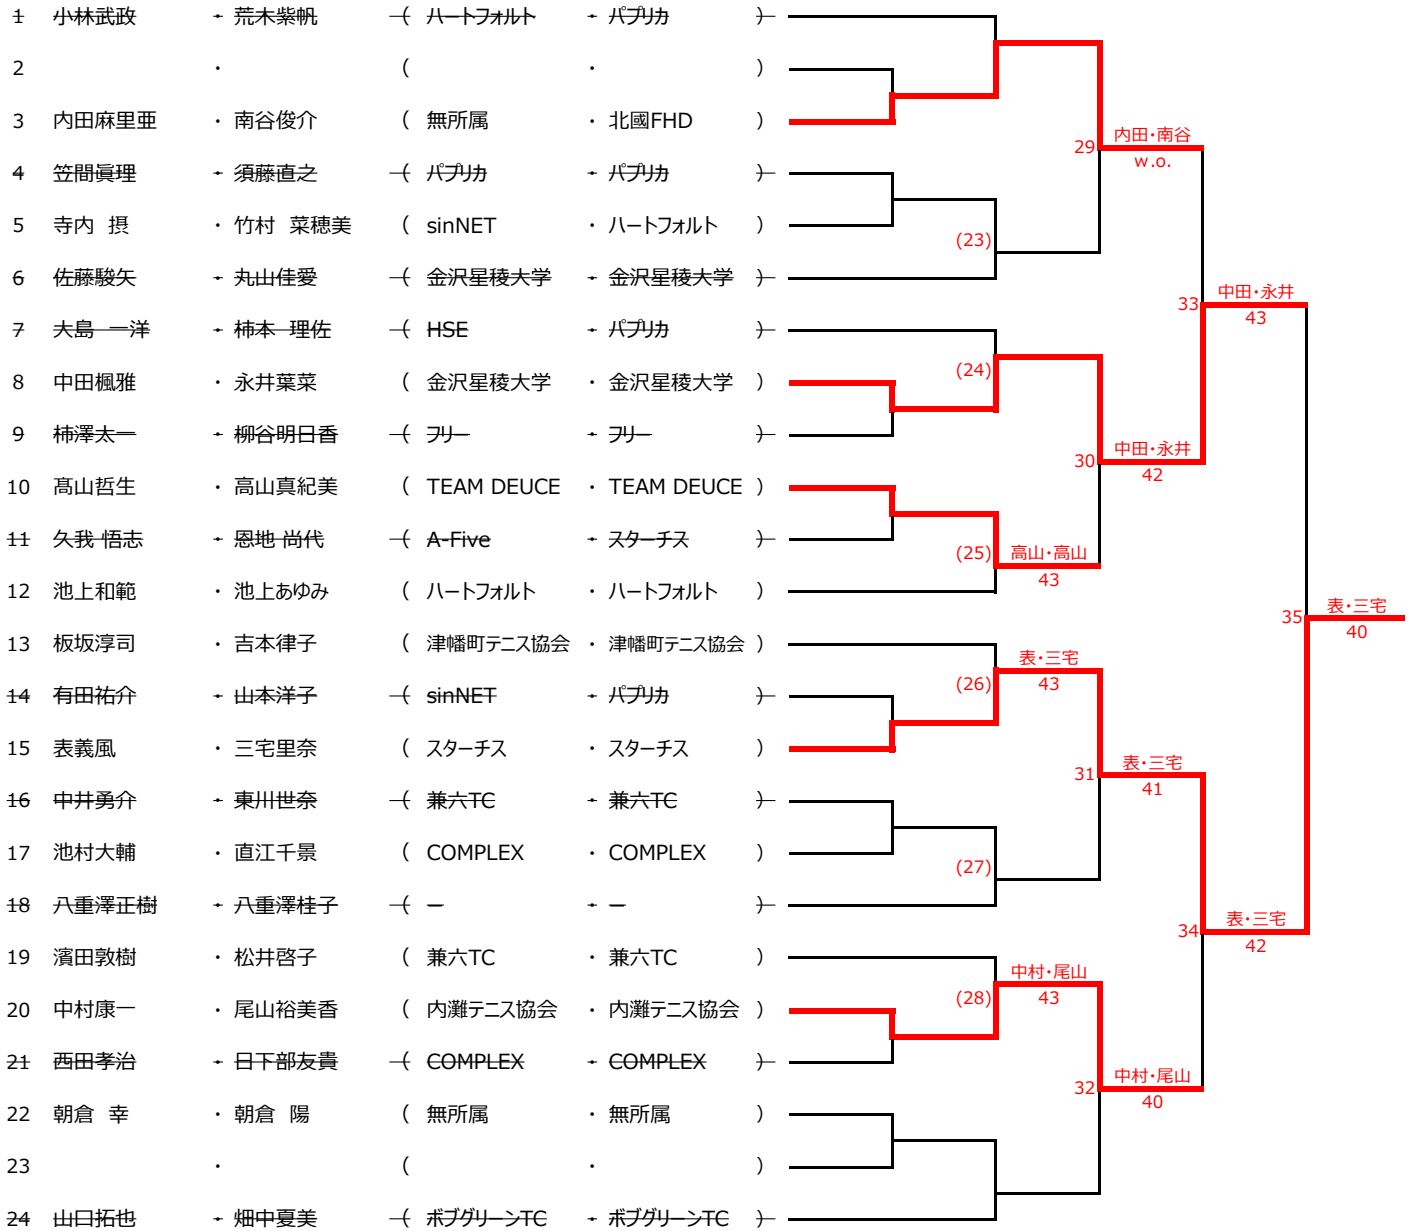 1 小林武政 ・ 荒木紫帆 ( ハートフォルト ・ パプリカ )
2 ・ ( ・ )
3 内田麻里亜 ・ 南谷俊介 ( 無所属 ・ 北國FHD )
内田・南谷
29
w.o.
4 笠間眞理 ・ 須藤直之 ( パプリカ ・ パプリカ )
5 寺内 摂 ・ 竹村 菜穂美 ( sinNET ・ ハートフォルト )
(23)
6 佐藤駿矢 ・ 丸山佳愛 ( 金沢星稜大学 ・ 金沢星稜大学 )
中田・永井
33
43
7 大島 一洋 ・ 柿本 理佐 ( HSE ・ パプリカ )
(24)
8 中田楓雅 ・ 永井葉菜 ( 金沢星稜大学 ・ 金沢星稜大学 )
9 柿澤太一 ・ 柳谷明日香 ( フリー ・ フリー )
中田・永井
30
42
10 髙山哲生 ・ 高山真紀美 ( TEAM DEUCE ・ TEAM DEUCE )
11 久我 悟志 ・ 恩地 尚代 ( A-Five ・ スターチス )
(25) 高山・高山
43
12 池上和範 ・ 池上あゆみ ( ハートフォルト ・ ハートフォルト )
表・三宅
35
40
13 板坂淳司 ・ 吉本律子 ( 津幡町テニス協会 ・ 津幡町テニス協会 )
表・三宅
(26) 43
14 有田祐介 ・ 山本洋子 ( sinNET ・ パプリカ )
15 表義風 ・ 三宅里奈 ( スターチス ・ スターチス )
表・三宅
31
41
16 中井勇介 ・ 東川世奈 ( 兼六TC ・ 兼六TC )
17 池村大輔 ・ 直江千景 ( COMPLEX ・ COMPLEX )
(27)
18 八重澤正樹 ・ 八重澤桂子 ( ー ・ ー )
表・三宅
34
42
19 濱田敦樹 ・ 松井啓子 ( 兼六TC ・ 兼六TC )
中村・尾山
(28) 43
20 中村康一 ・ 尾山裕美香 ( 内灘テニス協会 ・ 内灘テニス協会 )
21 西田孝治 ・ 日下部友貴 ( COMPLEX ・ COMPLEX )
中村・尾山
32
40
22 朝倉 幸 ・ 朝倉 陽 ( 無所属 ・ 無所属 )
23 ・ ( ・ )
24 山口拓也 ・ 畑中夏美 ( ボブグリーンTC ・ ボブグリーンTC )